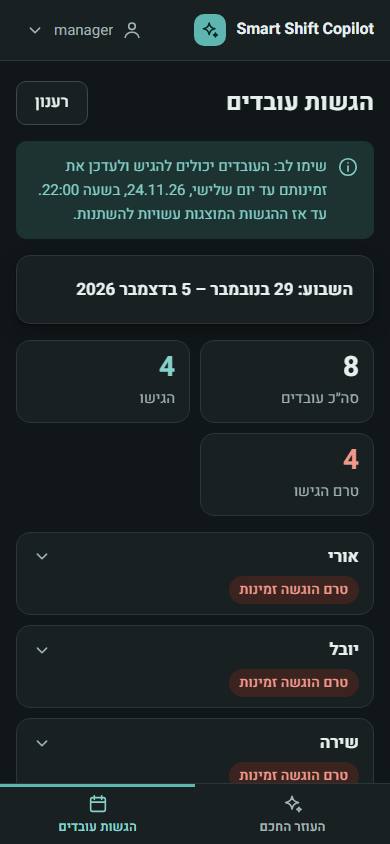 Smart Shift Copilot
manager
הגשות עובדים
רענון
שימו לב: העובדים יכולים להגיש ולעדכן את
זמינותם עד יום שלישי, 24.11.26, בשעה 22:00.
עד אז ההגשות המוצגות עשויות להשתנות.
השבוע: 29 בנובמבר – 5 בדצמבר 2026
8
סה״כ עובדים
4
הגישו
4
טרם הגישו
אורי
טרם הוגשה זמינות
יובל
טרם הוגשה זמינות
שירה
טרם הוגשה זמינות
העוזר החכם
הגשות עובדים